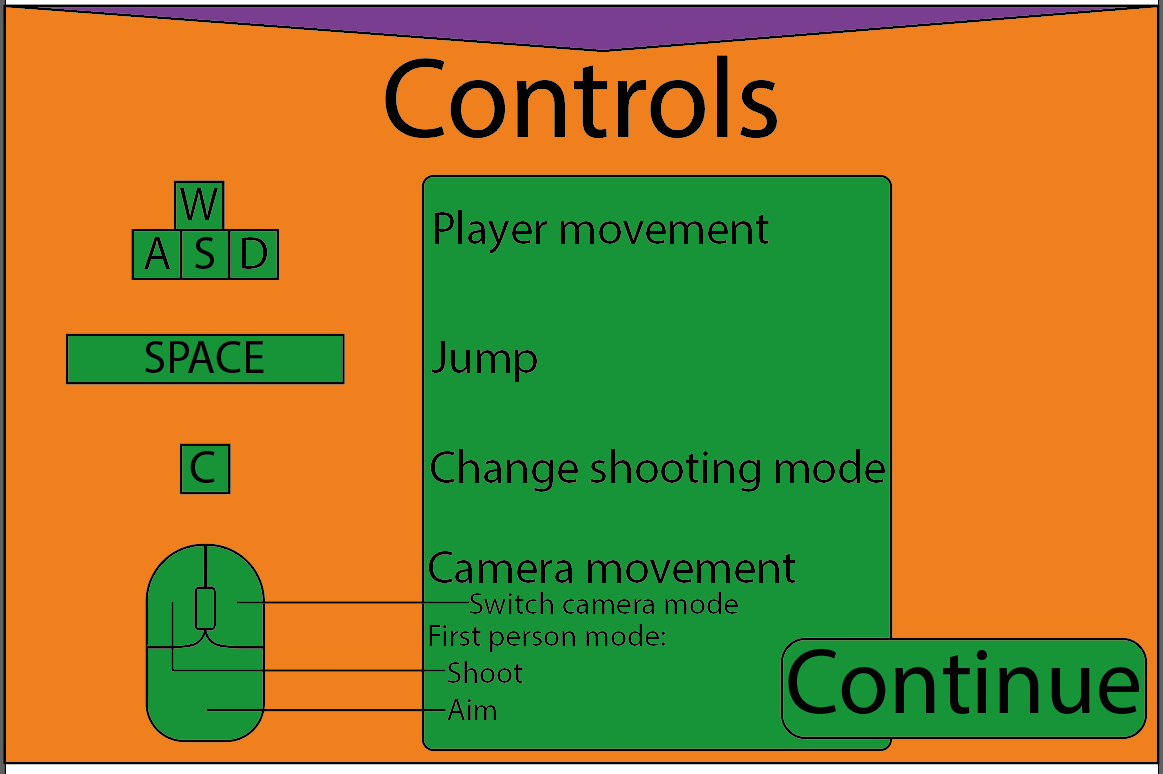 Controls
W
A S D
Player movement
SPACE
Jump
C
Change shooting mode
Camera movement
Switch camera mode
First person mode:
Shoot
Aim
Continue